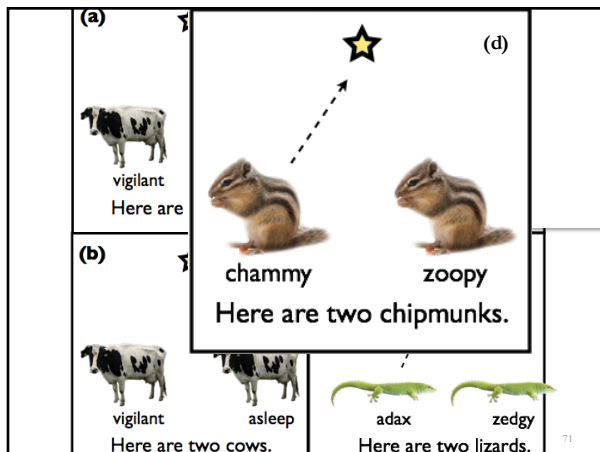 (a)
vigilant
Here are
(d)
chammy zoopy
Here are two chipmunks.
(b)
vigilant asleep
Here are two cows.
adax zedgy
Here are two lizards.
71